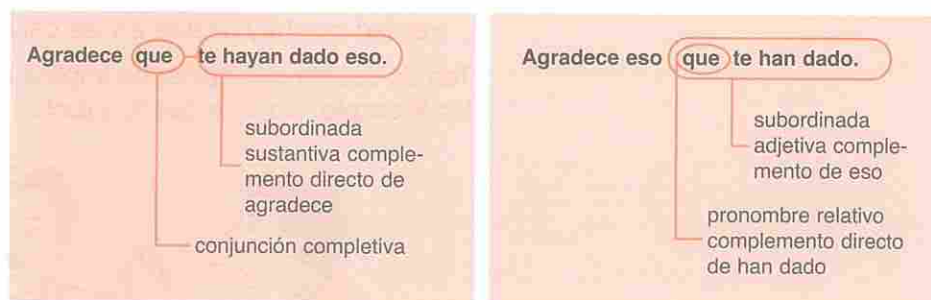 Agradece que te hayan dado eso.
subordinada
sustantiva comple-
mento directo de
agradece
conjunción completiva
Agradece eso que te han dado.
subordinada
adjetiva comple-
mento de eso
pronombre relativo
complemento directo
de han dado